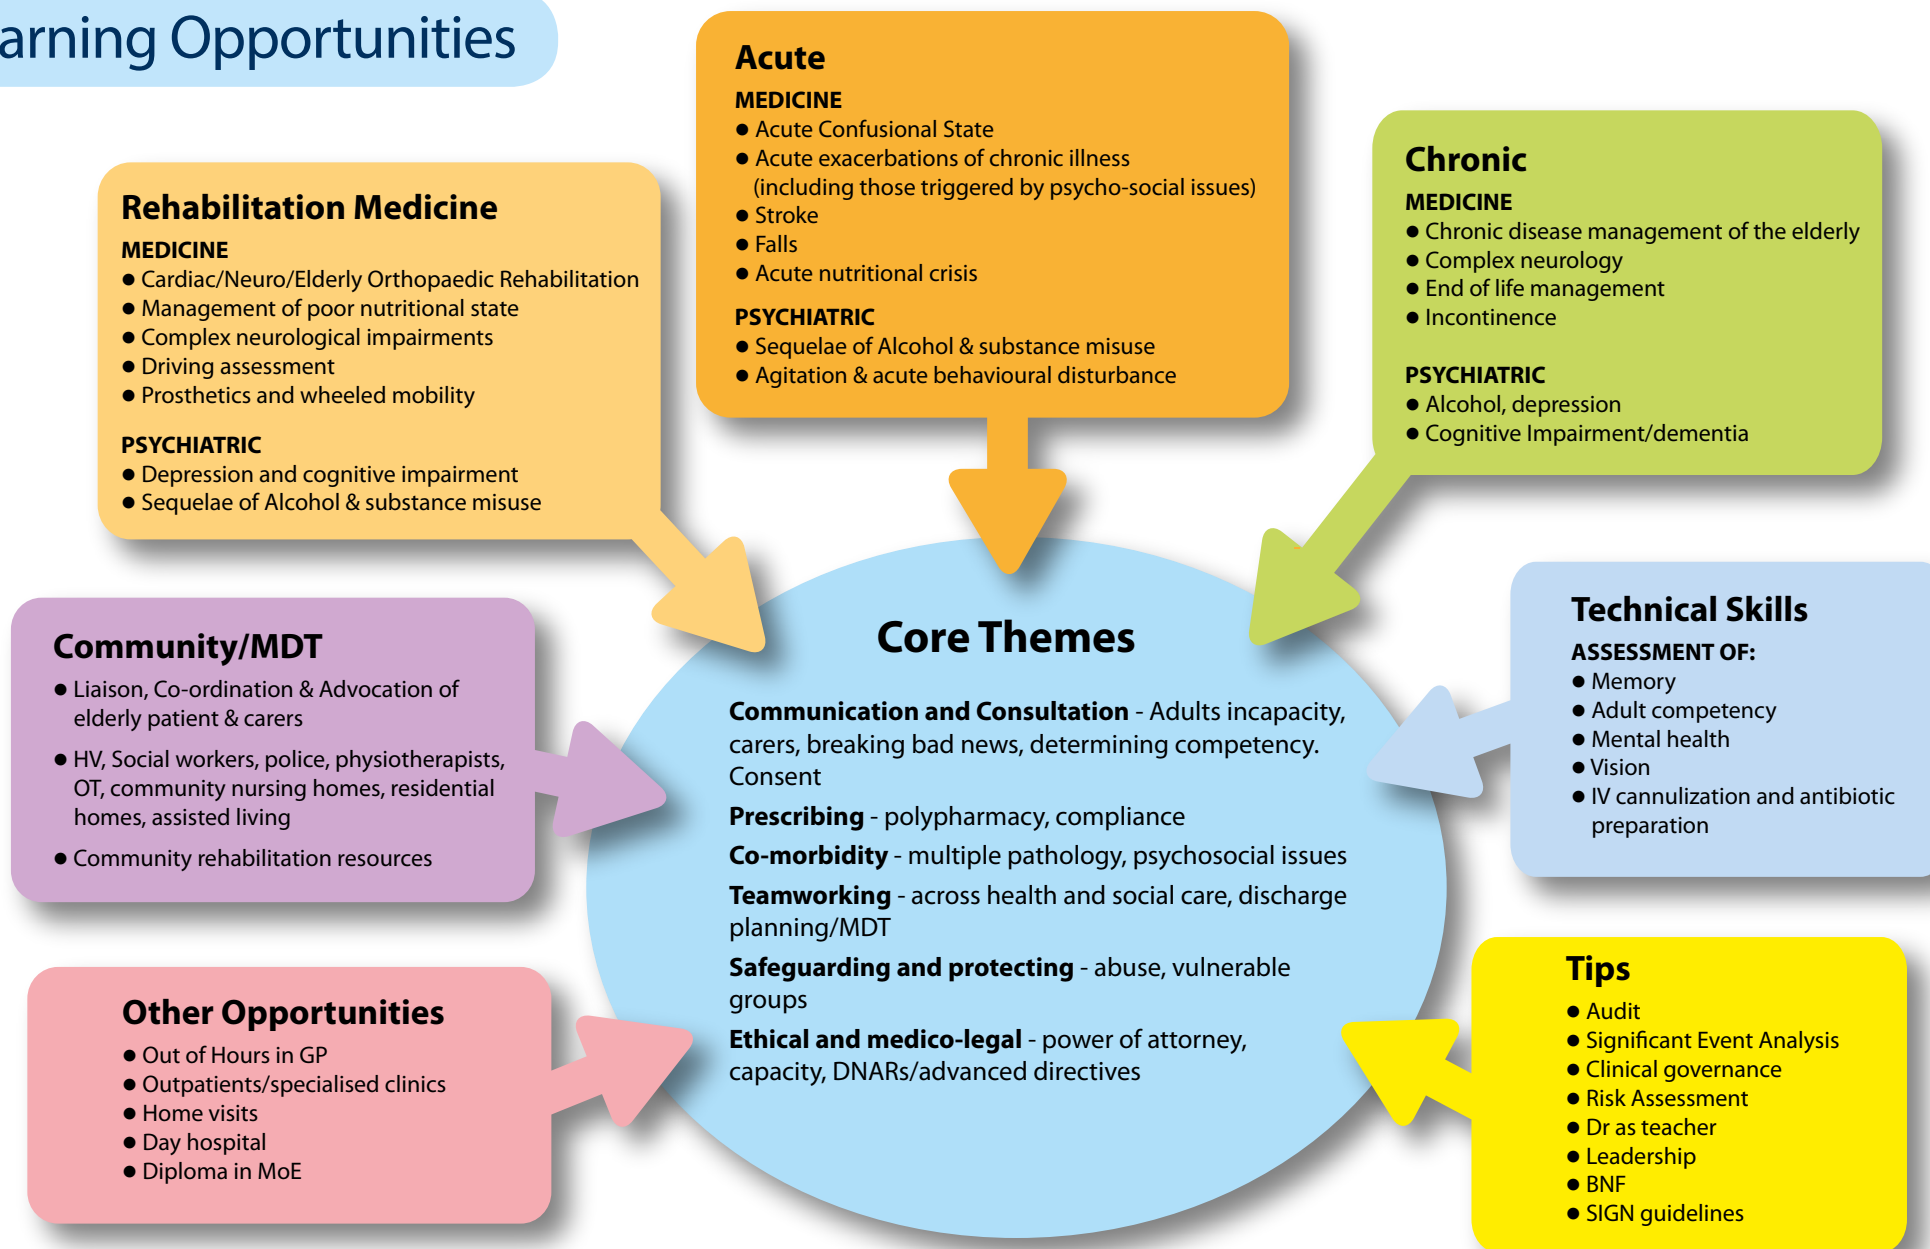 arning Opportunities
Acute
MEDICINE
● Acute Confusional State
● Acute exacerbations of chronic illness
(including those triggered by psycho-social issues)
● Stroke
● Falls
● Acute nutritional crisis
PSYCHIATRIC
● Sequelae of Alcohol & substance misuse
● Agitation & acute behavioural disturbance
Chronic
MEDICINE
● Chronic disease management of the elderly
● Complex neurology
● End of life management
● Incontinence
PSYCHIATRIC
● Alcohol, depression
● Cognitive Impairment/dementia
Rehabilitation Medicine
MEDICINE
● Cardiac/Neuro/Elderly Orthopaedic Rehabilitation
● Management of poor nutritional state
● Complex neurological impairments
● Driving assessment
● Prosthetics and wheeled mobility
PSYCHIATRIC
● Depression and cognitive impairment
● Sequelae of Alcohol & substance misuse
Community/MDT
● Liaison, Co-ordination & Advocation of
elderly patient & carers
● HV, Social workers, police, physiotherapists,
OT, community nursing homes, residential
homes, assisted living
● Community rehabilitation resources
Core Themes
Communication and Consultation - Adults incapacity,
carers, breaking bad news, determining competency.
Consent
Prescribing - polypharmacy, compliance
Co-morbidity - multiple pathology, psychosocial issues
Teamworking - across health and social care, discharge
planning/MDT
Safeguarding and protecting - abuse, vulnerable
groups
Ethical and medico-legal - power of attorney,
capacity, DNARs/advanced directives
Technical Skills
ASSESSMENT OF:
● Memory
● Adult competency
● Mental health
● Vision
● IV cannulization and antibiotic
preparation
Other Opportunities
● Out of Hours in GP
● Outpatients/specialised clinics
● Home visits
● Day hospital
● Diploma in MoE
Tips
● Audit
● Significant Event Analysis
● Clinical governance
● Risk Assessment
● Dr as teacher
● Leadership
● BNF
● SIGN guidelines